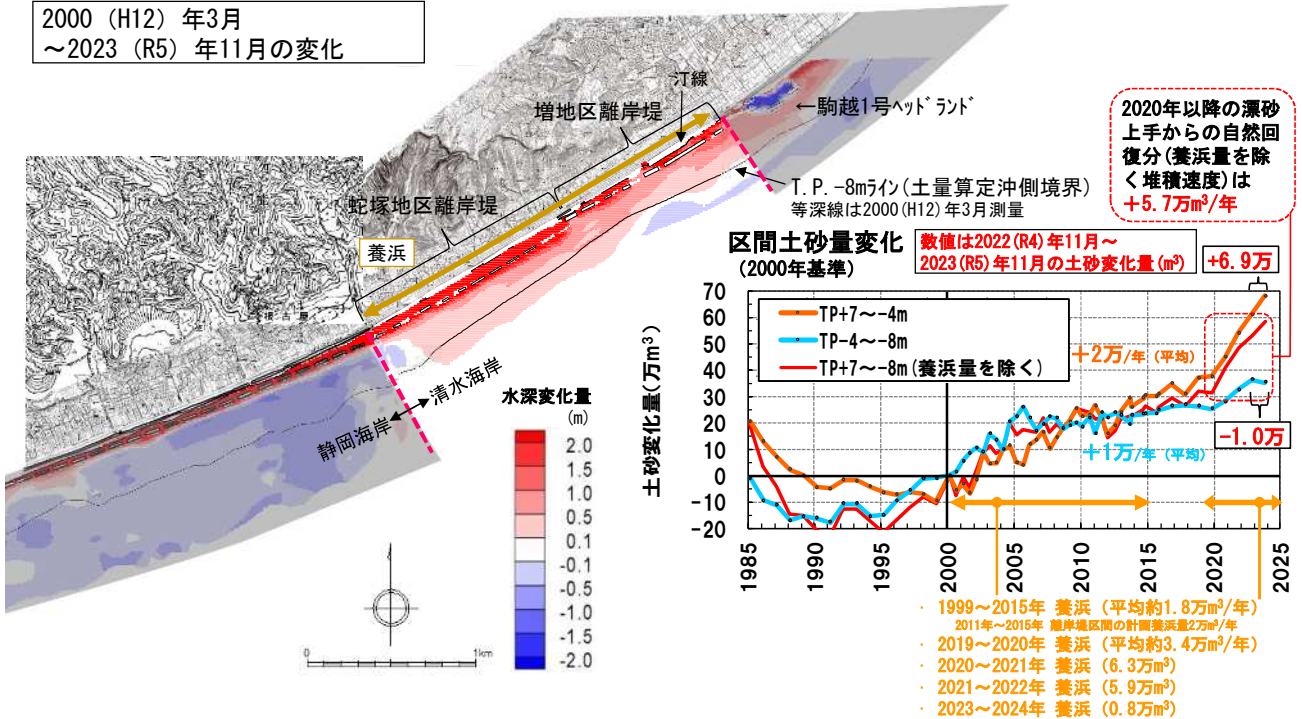 2000（H12）年3月
～2023（R5）年11月の変化
汀線
増地区離岸堤
←駒越1号ヘッドランド
蛇塚地区離岸堤
養浜
T.P.-8mライン(土量算定沖側境界)
等深線は2000(H12)年3月測量
静岡海岸
清水海岸
2020年以降の漂砂
上手からの自然回
復分(養浜量を除
く堆積速度)は
＋5.7万m³/年
水深変化量
(m)
2.0
1.5
1.0
0.5
0.1
-0.1
-0.5
-1.0
-1.5
-2.0
0
1km
区間土砂量変化
(2000年基準)
数値は2022(R4)年11月～
2023(R5)年11月の土砂変化量(m³)
+6.9万
土砂変化量(万m³)
70
60
50
40
30
20
10
0
-10
-20
TP+7～-4m
TP-4～-8m
TP+7～-8m(養浜量を除く)
＋2万/年（平均）
＋1万/年（平均）
-1.0万
1985
1990
1995
2000
2005
2010
2015
2020
2025
・ 1999～2015年 養浜（平均約1.8万m³/年）
2011年～2015年 離岸堤区間の計画養浜量2万m³/年
・ 2019～2020年 養浜（平均約3.4万m³/年）
・ 2020～2021年 養浜（6.3万m³）
・ 2021～2022年 養浜（5.9万m³）
・ 2023～2024年 養浜（0.8万m³）